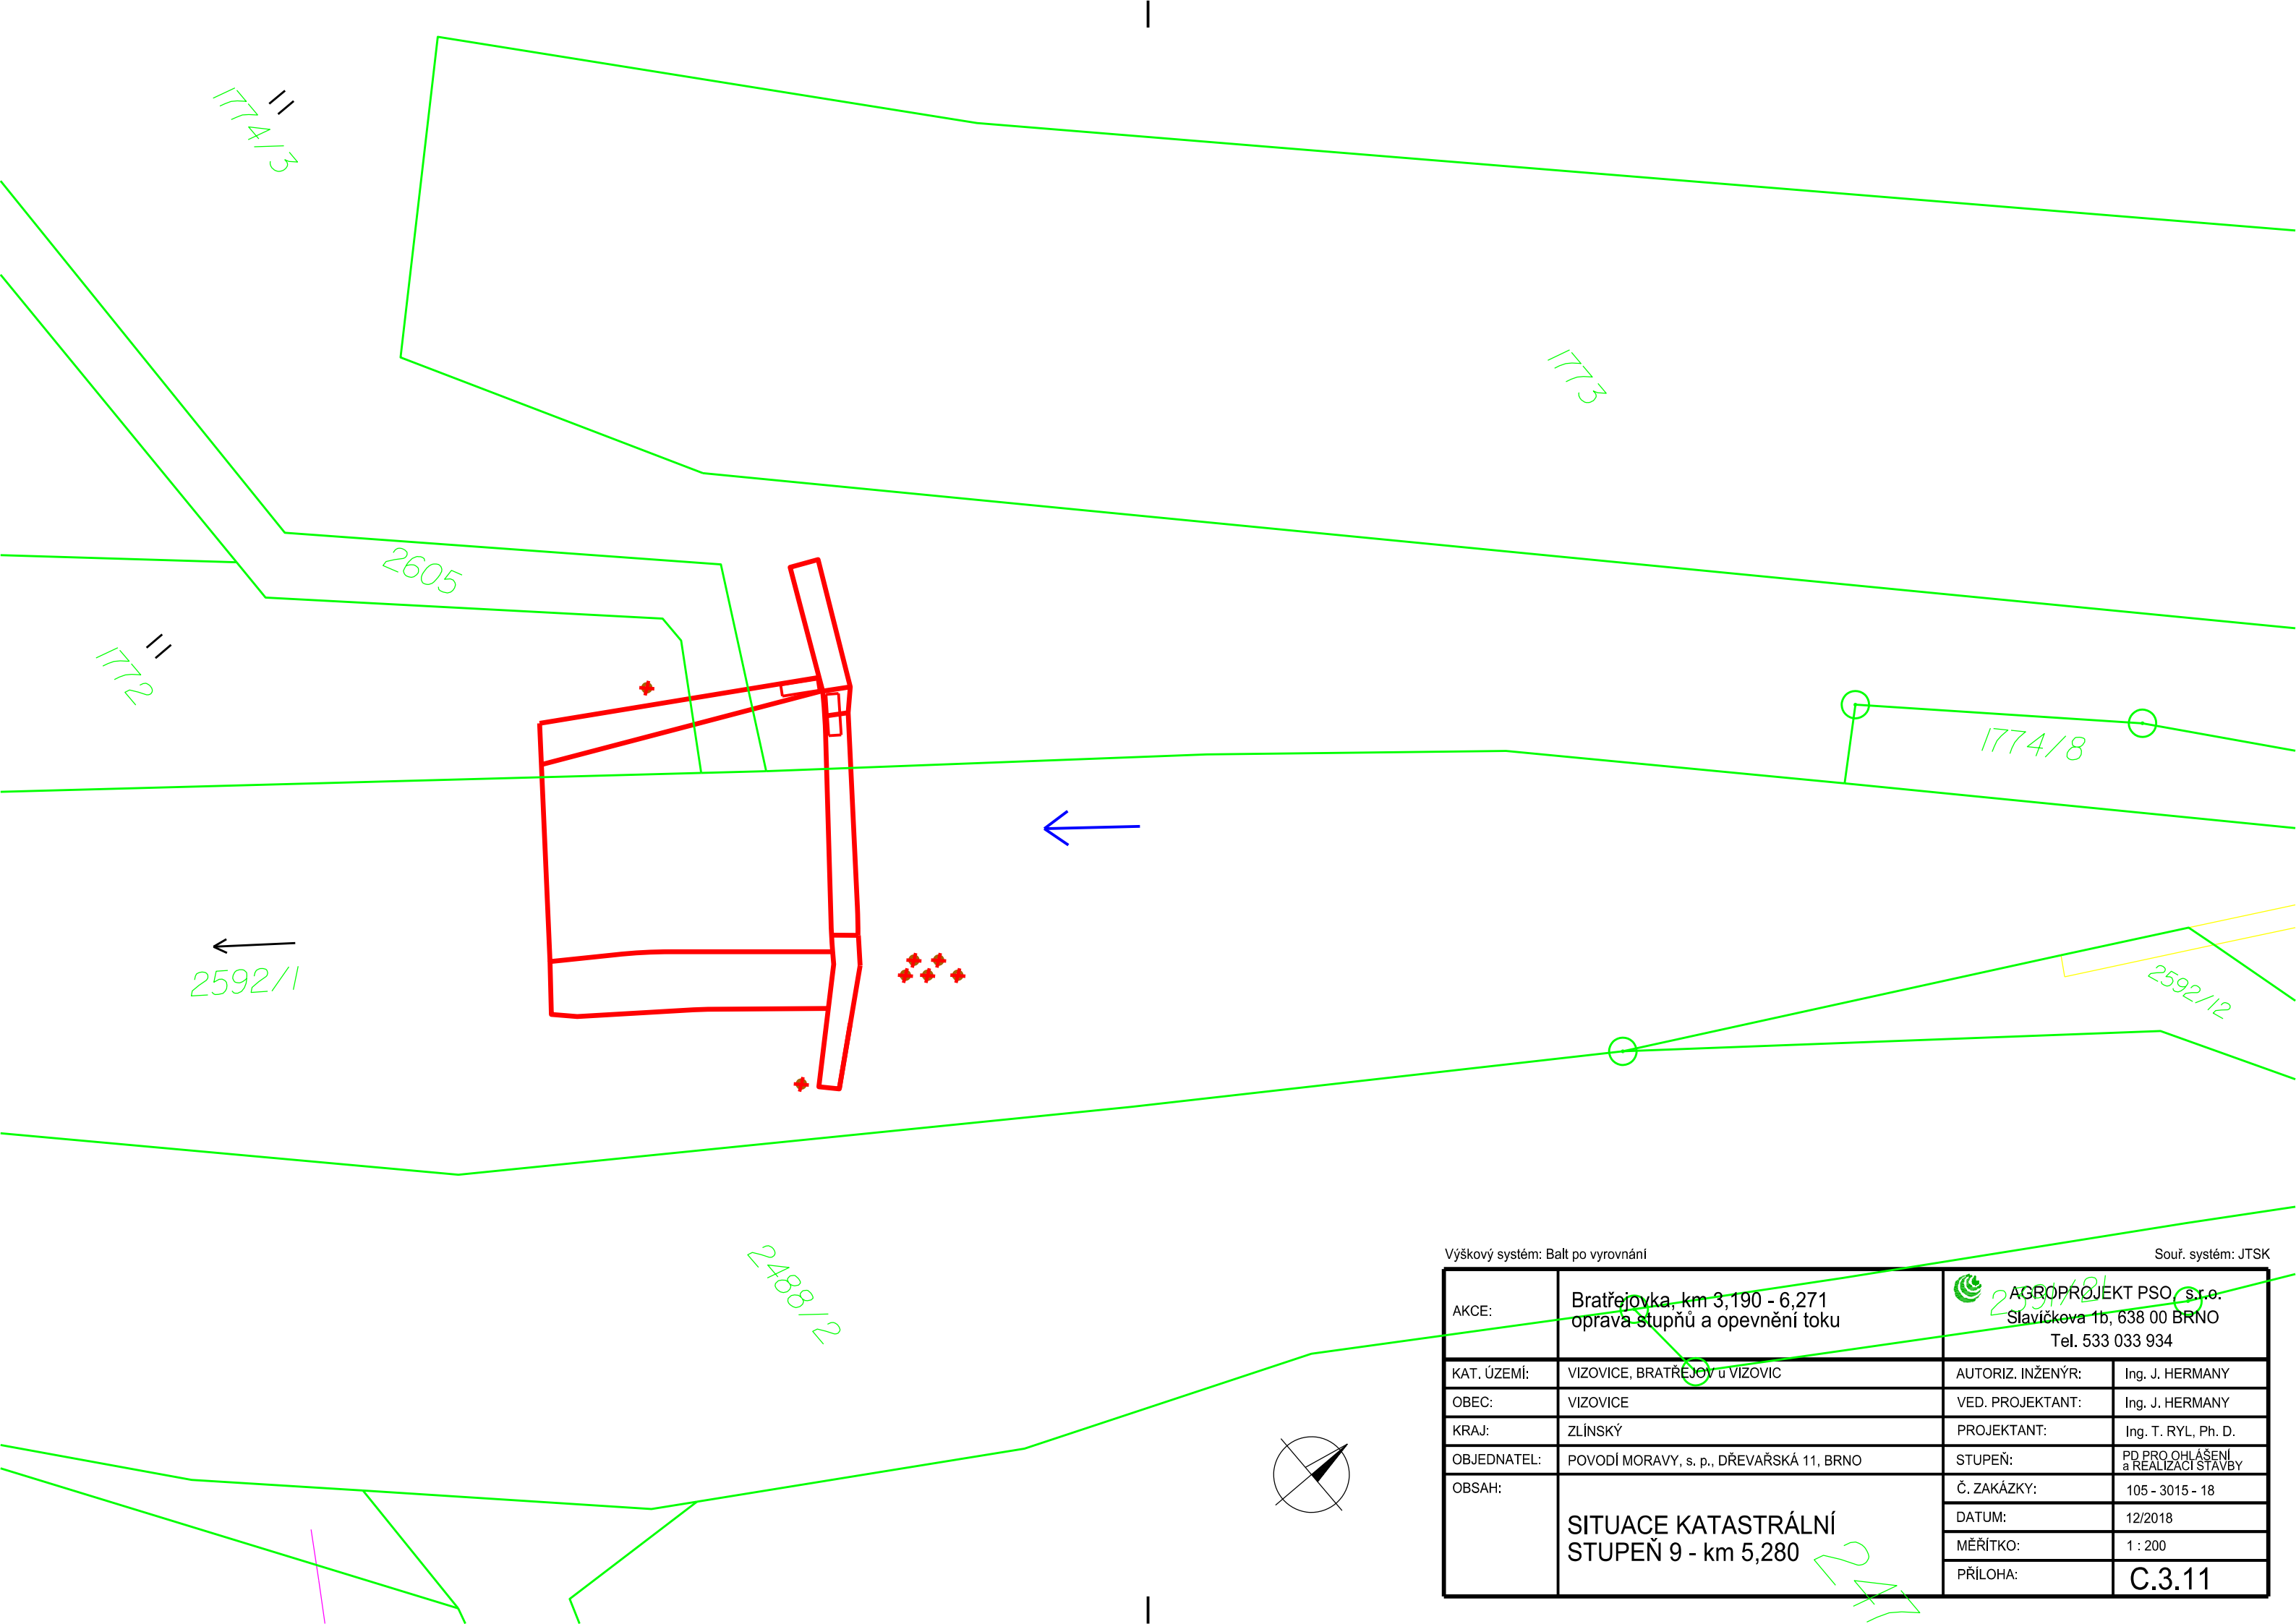 1774/3
1773
2605
1772
1774/8
2592/1
2592/12
2488/2
Výškový systém: Balt po vyrovnání
Souř. systém: JTSK
AKCE:
Bratřejovka, km 3,190 - 6,271
oprava stupňů a opevnění toku
2591/21
AGROPROJEKT PSO, s.r.o.
Slavíčkova 1b, 638 00 BRNO
Tel. 533 033 934
KAT. ÚZEMÍ:
VIZOVICE, BRATŘEJOV u VIZOVIC
AUTORIZ. INŽENÝR:
Ing. J. HERMANY
OBEC:
VIZOVICE
VED. PROJEKTANT:
Ing. J. HERMANY
KRAJ:
ZLÍNSKÝ
PROJEKTANT:
Ing. T. RYL, Ph. D.
OBJEDNATEL:
POVODÍ MORAVY, s. p., DŘEVAŘSKÁ 11, BRNO
STUPEŇ:
PD PRO OHLÁŠENÍ
a REALIZACI STAVBY
OBSAH:
SITUACE KATASTRÁLNÍ
STUPEŇ 9 - km 5,280
Č. ZAKÁZKY:
105 - 3015 - 18
DATUM:
12/2018
MĚŘÍTKO:
1 : 200
PŘÍLOHA:
C.3.11